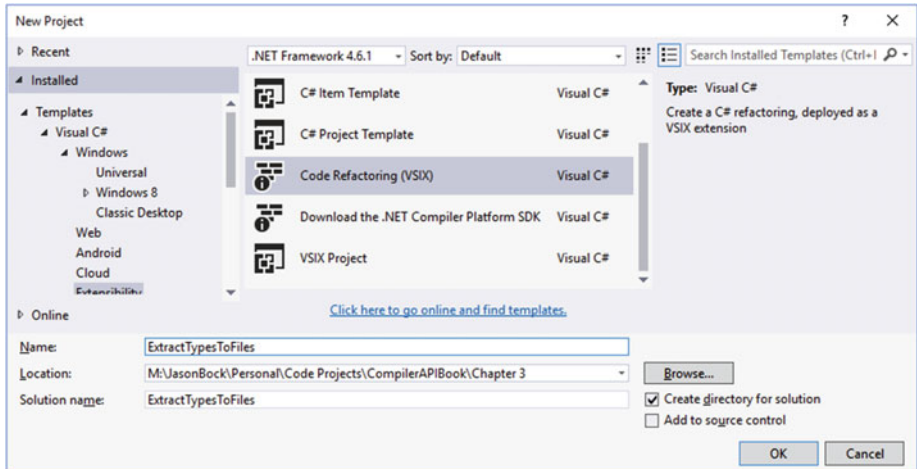 New Project
? ×
Recent
.NET Framework 4.6.1
Sort by: Default
Search Installed Templates (Ctrl+
Installed
Templates
Visual C#
Windows
Universal
Windows 8
Classic Desktop
Web
Android
Cloud
Extensibility
Online
C# Item Template Visual C#
C# Project Template Visual C#
Code Refactoring (VSIX) Visual C#
Download the .NET Compiler Platform SDK Visual C#
VSIX Project Visual C#
Click here to go online and find templates.
Type: Visual C#
Create a C# refactoring, deployed as a
VSIX extension
Name: ExtractTypesToFiles
Location: M:\JasonBock\Personal\Code Projects\CompilerAPIBook\Chapter 3
Browse...
Solution name: ExtractTypesToFiles
Create directory for solution
Add to source control
OK Cancel